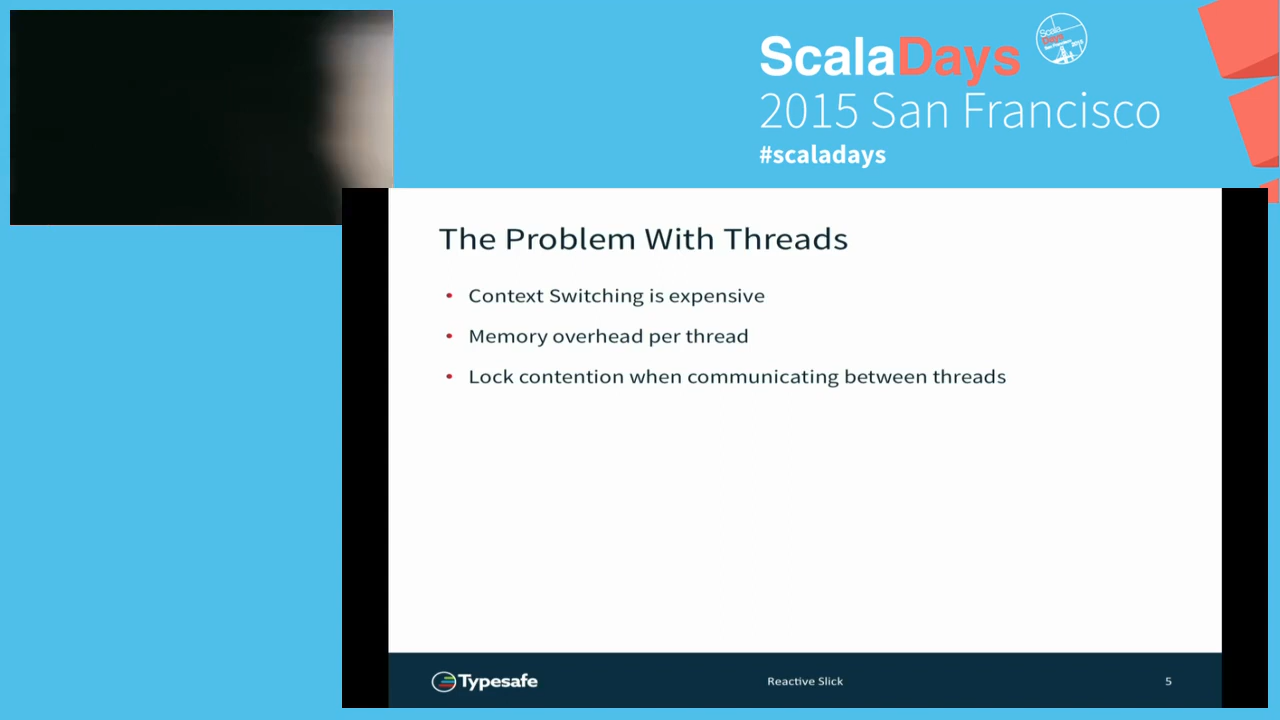 ScalaDays
2015 San Francisco
#scaladays
The Problem With Threads
• Context Switching is expensive
• Memory overhead per thread
• Lock contention when communicating between threads
Typesafe
Reactive Slick
5